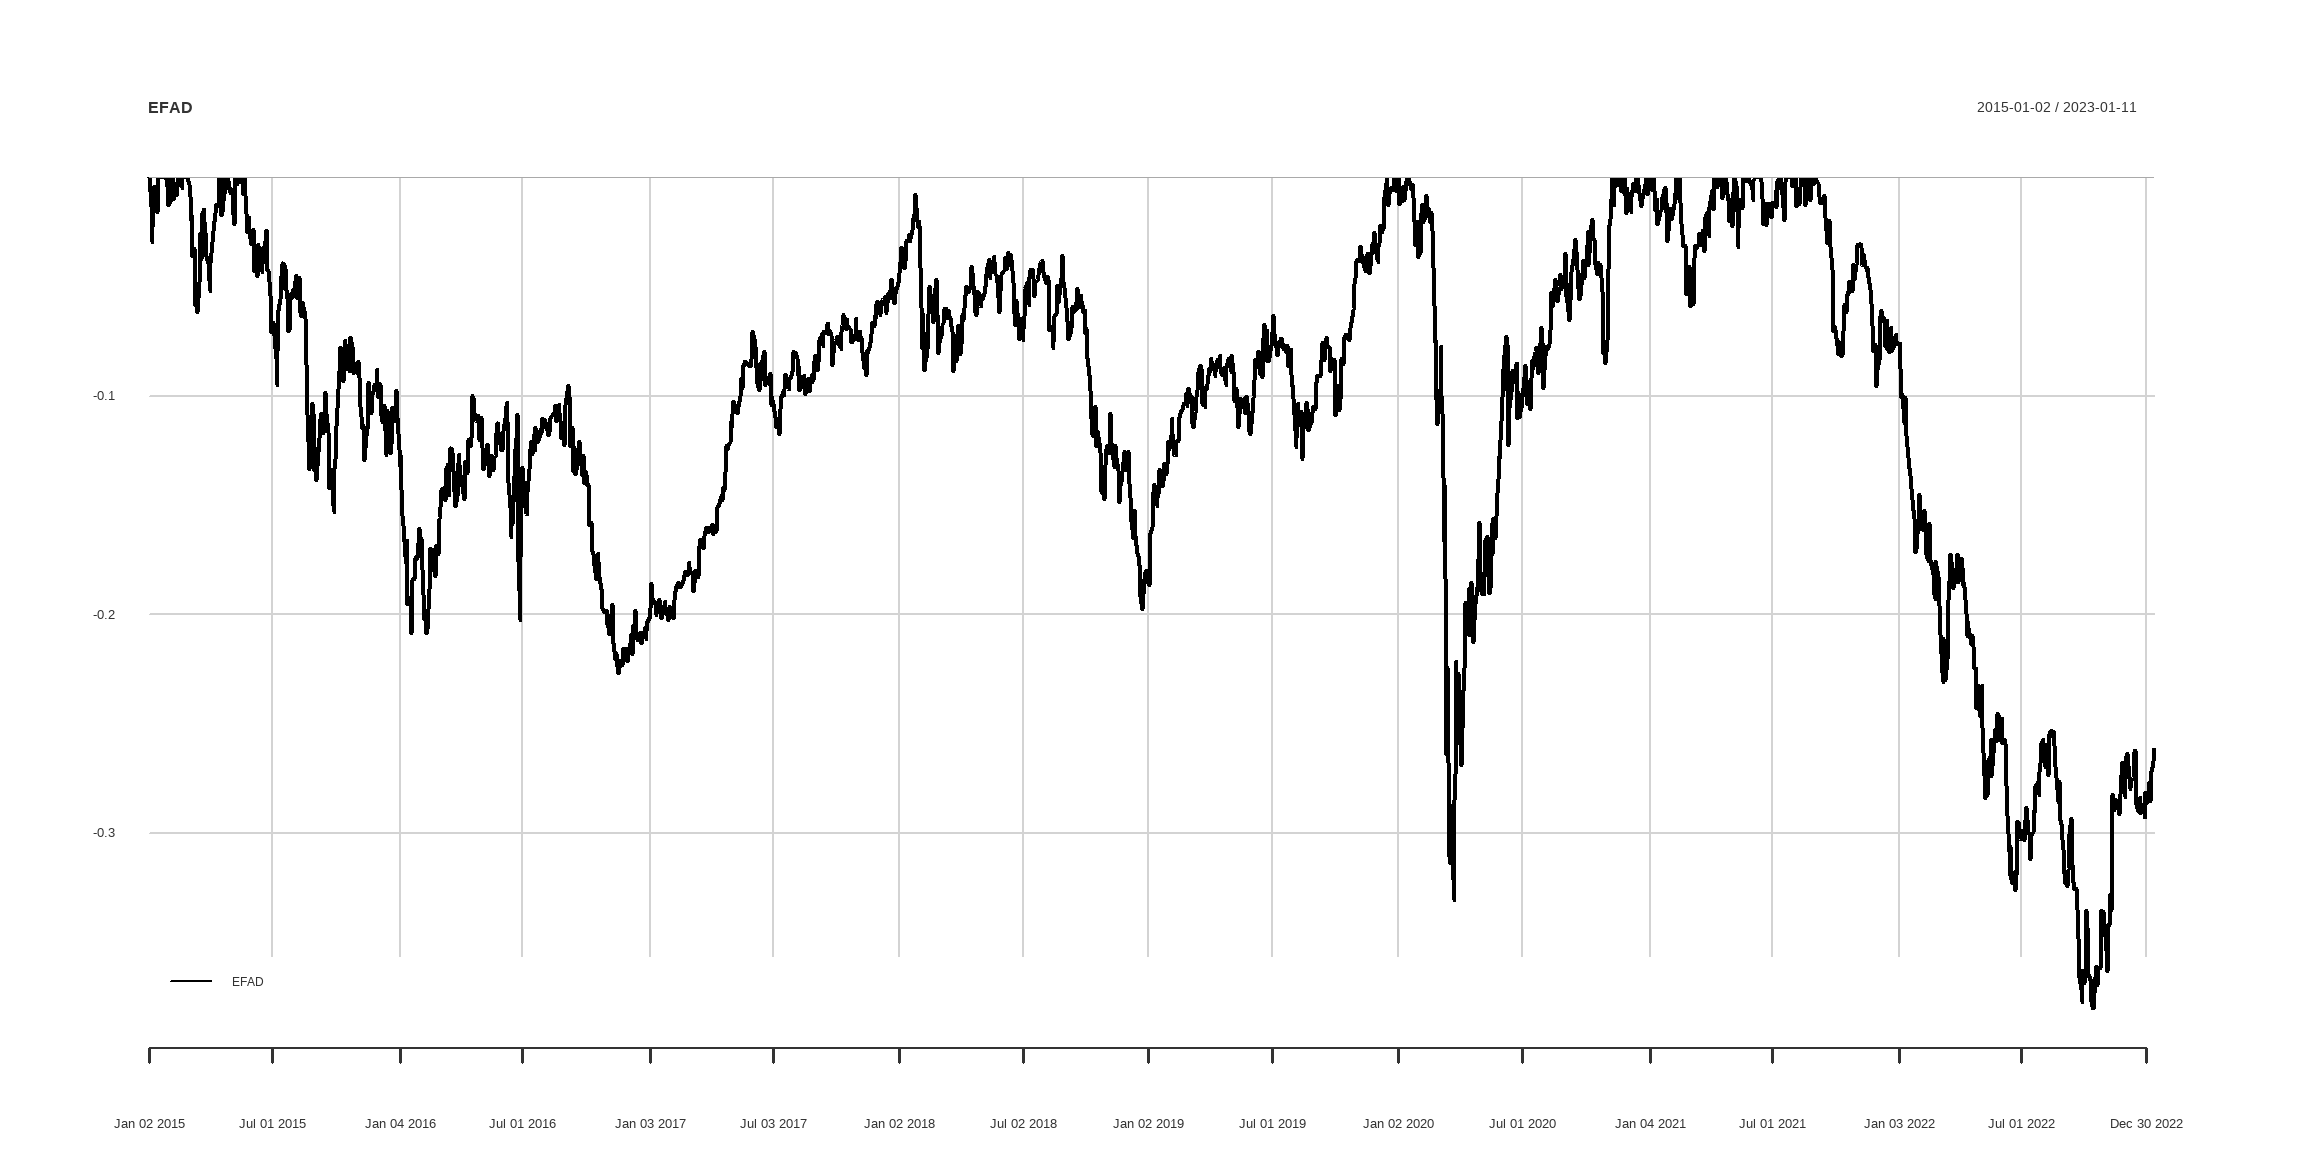 EFAD
2015-01-02 / 2023-01-11
-0.1
-0.2
-0.3
EFAD
Jan 02 2015
Jul 01 2015
Jan 04 2016
Jul 01 2016
Jan 03 2017
Jul 03 2017
Jan 02 2018
Jul 02 2018
Jan 02 2019
Jul 01 2019
Jan 02 2020
Jul 01 2020
Jan 04 2021
Jul 01 2021
Jan 03 2022
Jul 01 2022
Dec 30 2022